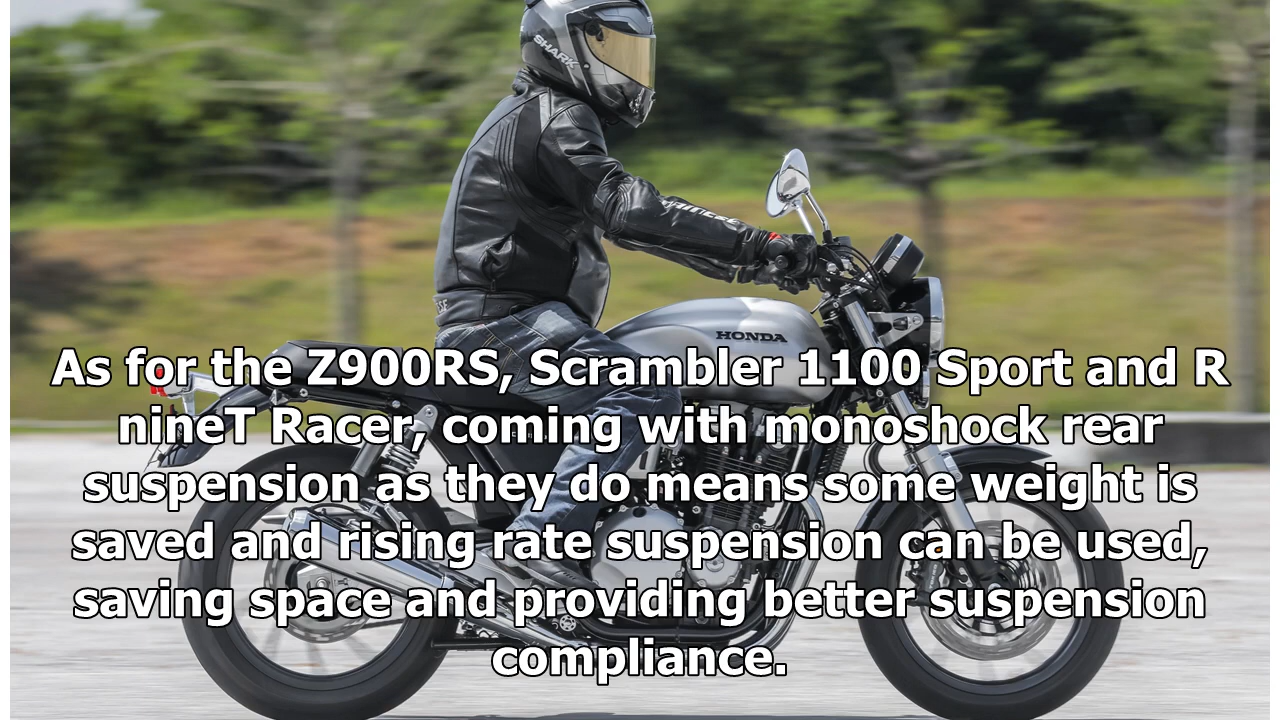 SHARK
HONDA
As for the Z900RS, Scrambler 1100 Sport and R
nineT Racer, coming with monoshock rear
suspension as they do means some weight is
saved and rising rate suspension can be used,
saving space and providing better suspension
compliance.